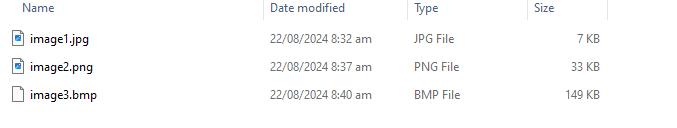 Name Date modified Type Size
image1.jpg 22/08/2024 8:32 am JPG File 7 KB
image2.png 22/08/2024 8:37 am PNG File 33 KB
image3.bmp 22/08/2024 8:40 am BMP File 149 KB